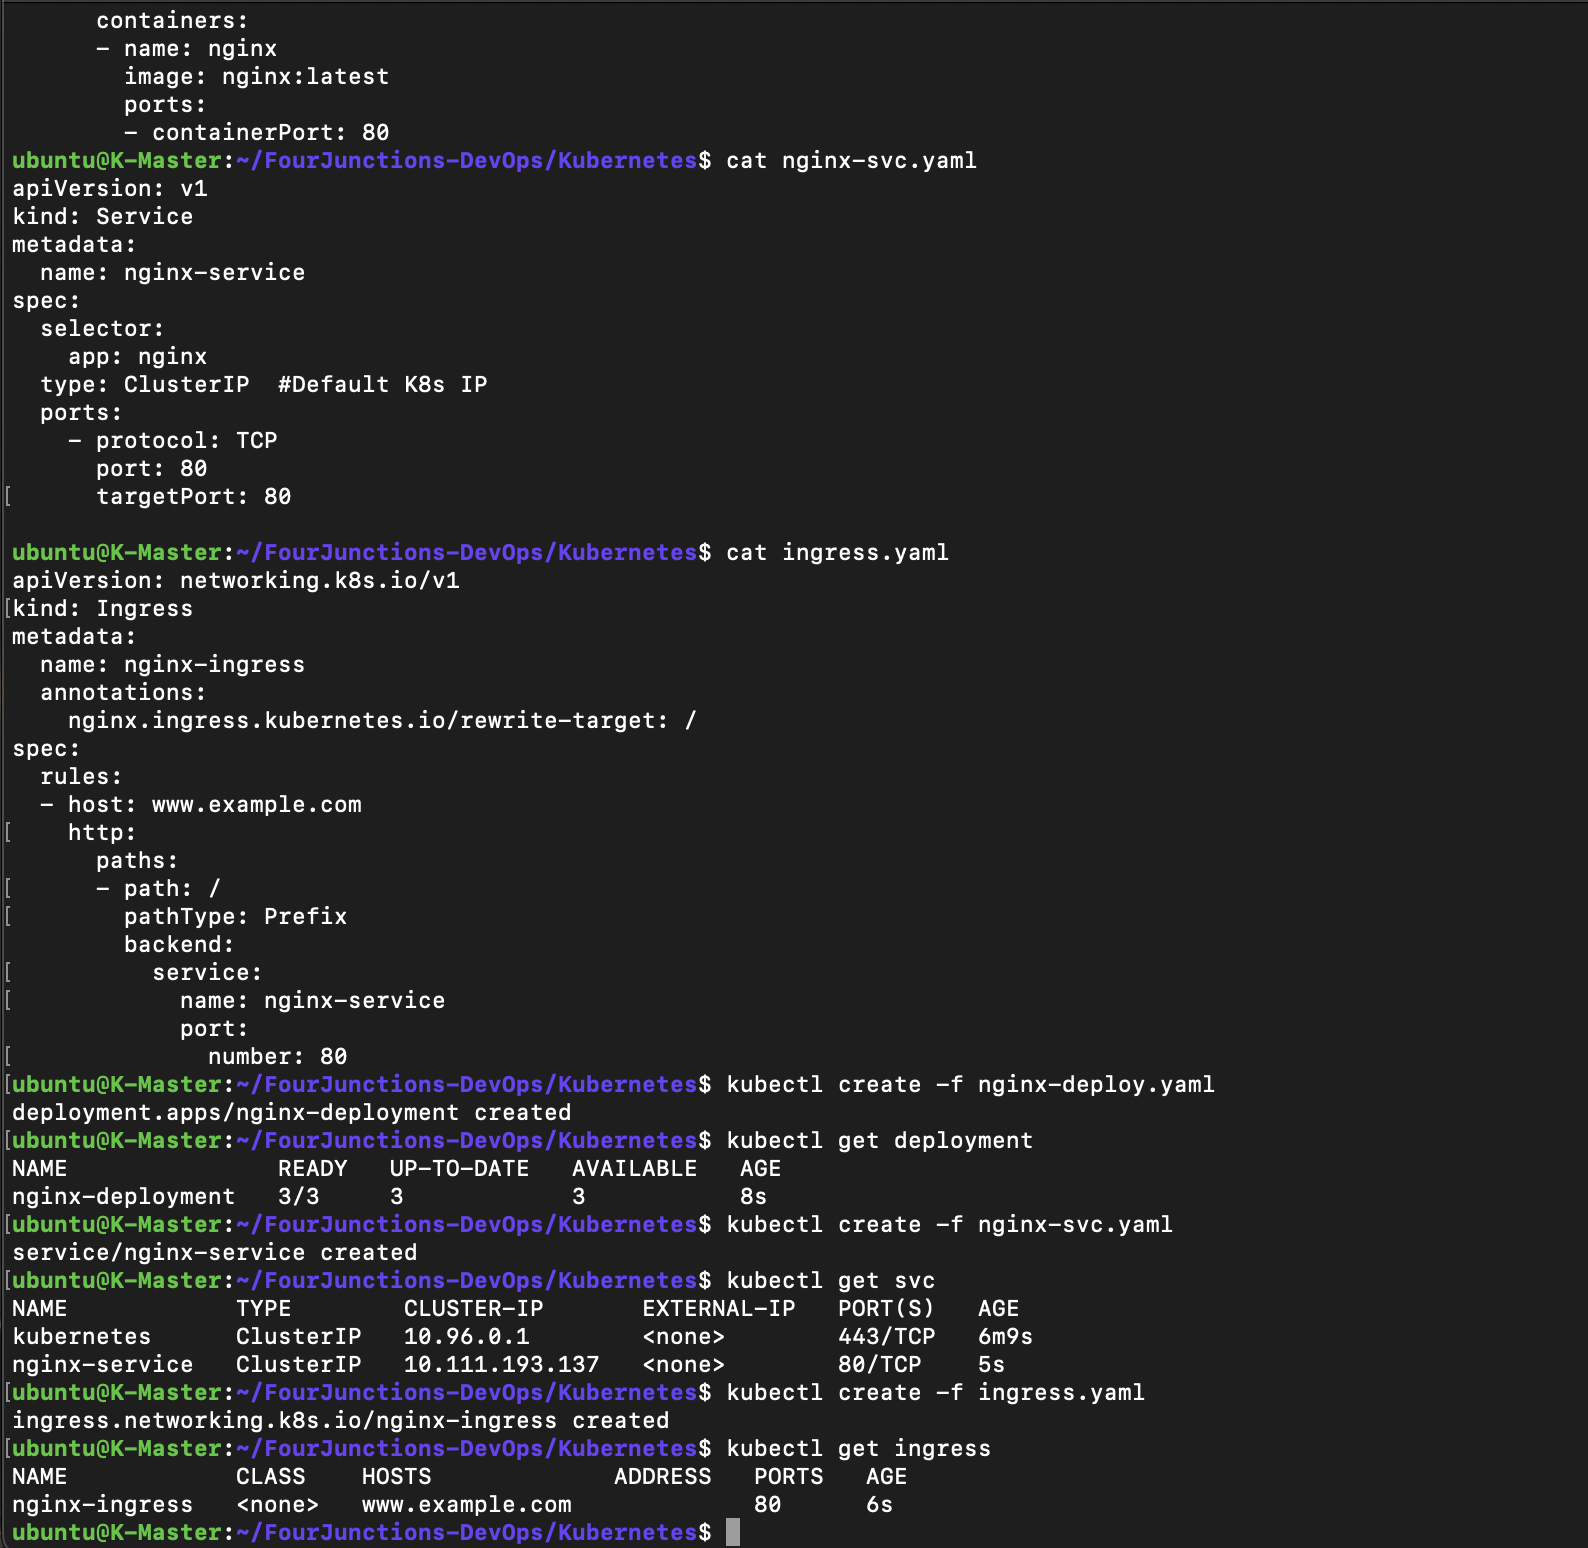 containers:
      - name: nginx
        image: nginx:latest
        ports:
        - containerPort: 80
ubuntu@K-Master:~/FourJunctions-DevOps/Kubernetes$ cat nginx-svc.yaml
apiVersion: v1
kind: Service
metadata:
  name: nginx-service
spec:
  selector:
    app: nginx
  type: ClusterIP  #Default K8s IP
  ports:
    - protocol: TCP
      port: 80
[      targetPort: 80

ubuntu@K-Master:~/FourJunctions-DevOps/Kubernetes$ cat ingress.yaml
apiVersion: networking.k8s.io/v1
[kind: Ingress
metadata:
  name: nginx-ingress
  annotations:
    nginx.ingress.kubernetes.io/rewrite-target: /
spec:
  rules:
  - host: www.example.com
[    http:
      paths:
[      - path: /
[        pathType: Prefix
        backend:
[          service:
[            name: nginx-service
            port:
[              number: 80
[ubuntu@K-Master:~/FourJunctions-DevOps/Kubernetes$ kubectl create -f nginx-deploy.yaml
deployment.apps/nginx-deployment created
[ubuntu@K-Master:~/FourJunctions-DevOps/Kubernetes$ kubectl get deployment
NAME               READY   UP-TO-DATE   AVAILABLE   AGE
nginx-deployment   3/3     3            3           8s
[ubuntu@K-Master:~/FourJunctions-DevOps/Kubernetes$ kubectl create -f nginx-svc.yaml
service/nginx-service created
[ubuntu@K-Master:~/FourJunctions-DevOps/Kubernetes$ kubectl get svc
NAME            TYPE        CLUSTER-IP       EXTERNAL-IP   PORT(S)   AGE
kubernetes      ClusterIP   10.96.0.1        <none>        443/TCP   6m9s
nginx-service   ClusterIP   10.111.193.137   <none>        80/TCP    5s
[ubuntu@K-Master:~/FourJunctions-DevOps/Kubernetes$ kubectl create -f ingress.yaml
ingress.networking.k8s.io/nginx-ingress created
[ubuntu@K-Master:~/FourJunctions-DevOps/Kubernetes$ kubectl get ingress
NAME            CLASS    HOSTS             ADDRESS   PORTS   AGE
nginx-ingress   <none>   www.example.com             80      6s
ubuntu@K-Master:~/FourJunctions-DevOps/Kubernetes$